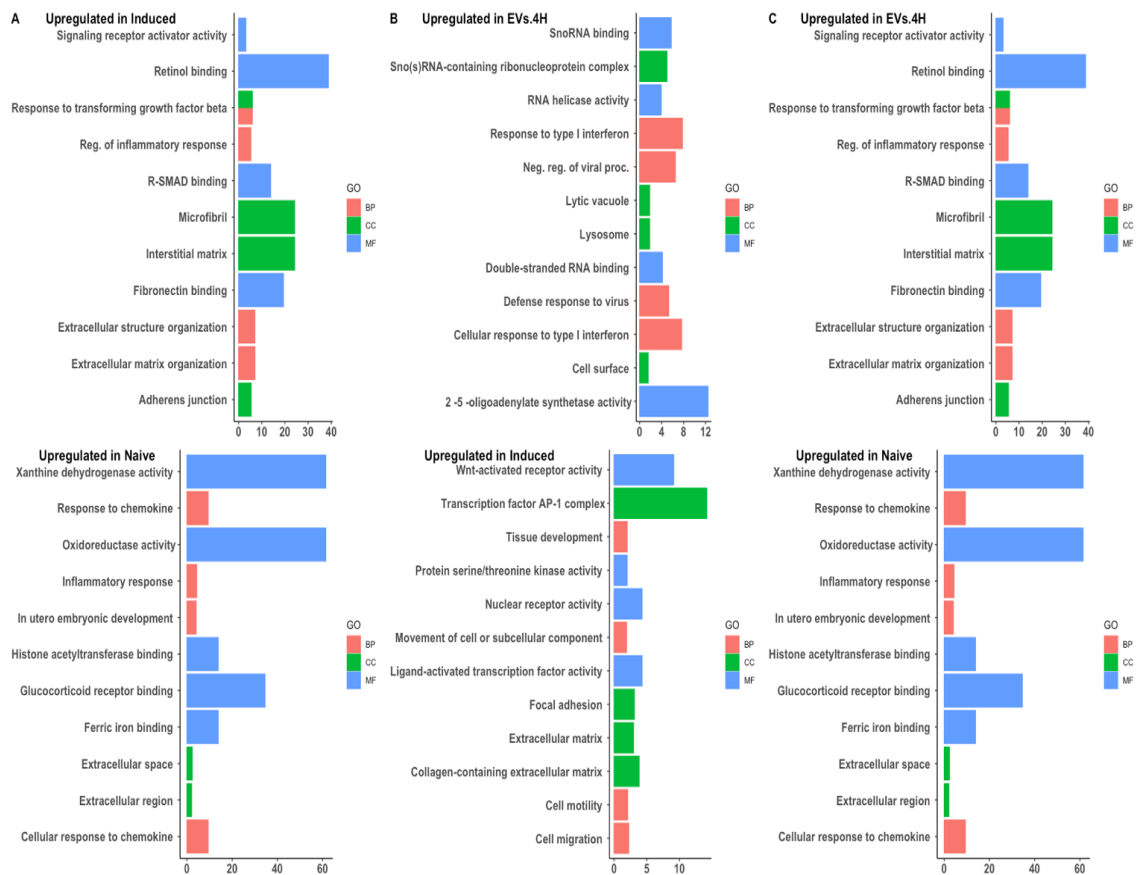 A
Upregulated in Induced
Signaling receptor activator activity
Retinol binding
Response to transforming growth factor beta
Reg. of inflammatory response
R-SMAD binding
Microfibril
Interstitial matrix
Fibronectin binding
Extracellular structure organization
Extracellular matrix organization
Adherens junction
0 10 20 30 40
GO
BP
CC
MF
B
Upregulated in EVs.4H
SnoRNA binding
Sno(s)RNA-containing ribonucleoprotein complex
RNA helicase activity
Response to type I interferon
Neg. reg. of viral proc.
Lytic vacuole
Lysosome
Double-stranded RNA binding
Defense response to virus
Cellular response to type I interferon
Cell surface
2 -5 -oligoadenylate synthetase activity
0 4 8 12
GO
BP
CC
MF
C
Upregulated in EVs.4H
Signaling receptor activator activity
Retinol binding
Response to transforming growth factor beta
Reg. of inflammatory response
R-SMAD binding
Microfibril
Interstitial matrix
Fibronectin binding
Extracellular structure organization
Extracellular matrix organization
Adherens junction
0 10 20 30 40
GO
BP
CC
MF
Upregulated in Naive
Xanthine dehydrogenase activity
Response to chemokine
Oxidoreductase activity
Inflammatory response
In utero embryonic development
Histone acetyltransferase binding
Glucocorticoid receptor binding
Ferric iron binding
Extracellular space
Extracellular region
Cellular response to chemokine
0 20 40 60
GO
BP
CC
MF
Upregulated in Induced
Wnt-activated receptor activity
Transcription factor AP-1 complex
Tissue development
Protein serine/threonine kinase activity
Nuclear receptor activity
Movement of cell or subcellular component
Ligand-activated transcription factor activity
Focal adhesion
Extracellular matrix
Collagen-containing extracellular matrix
Cell motility
Cell migration
0 5 10
GO
BP
CC
MF
Upregulated in Naive
Xanthine dehydrogenase activity
Response to chemokine
Oxidoreductase activity
Inflammatory response
In utero embryonic development
Histone acetyltransferase binding
Glucocorticoid receptor binding
Ferric iron binding
Extracellular space
Extracellular region
Cellular response to chemokine
0 20 40 60
GO
BP
CC
MF